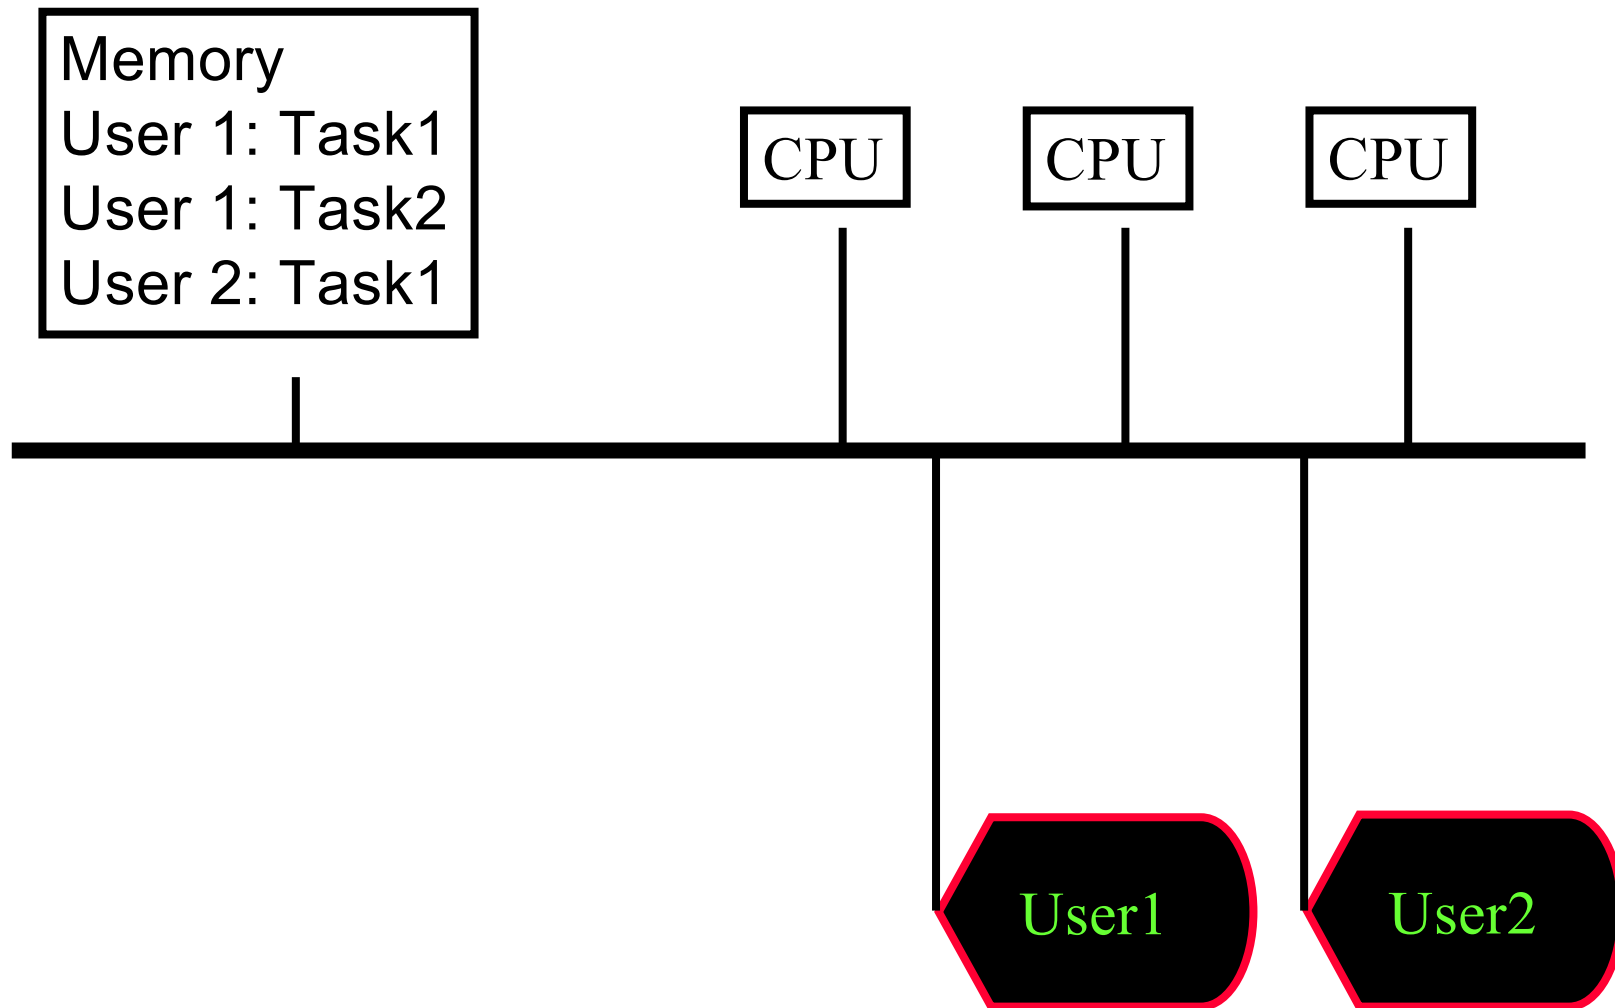 Memory
User 1: Task1
User 1: Task2
User 2: Task1
CPU
CPU
CPU
User1
User2